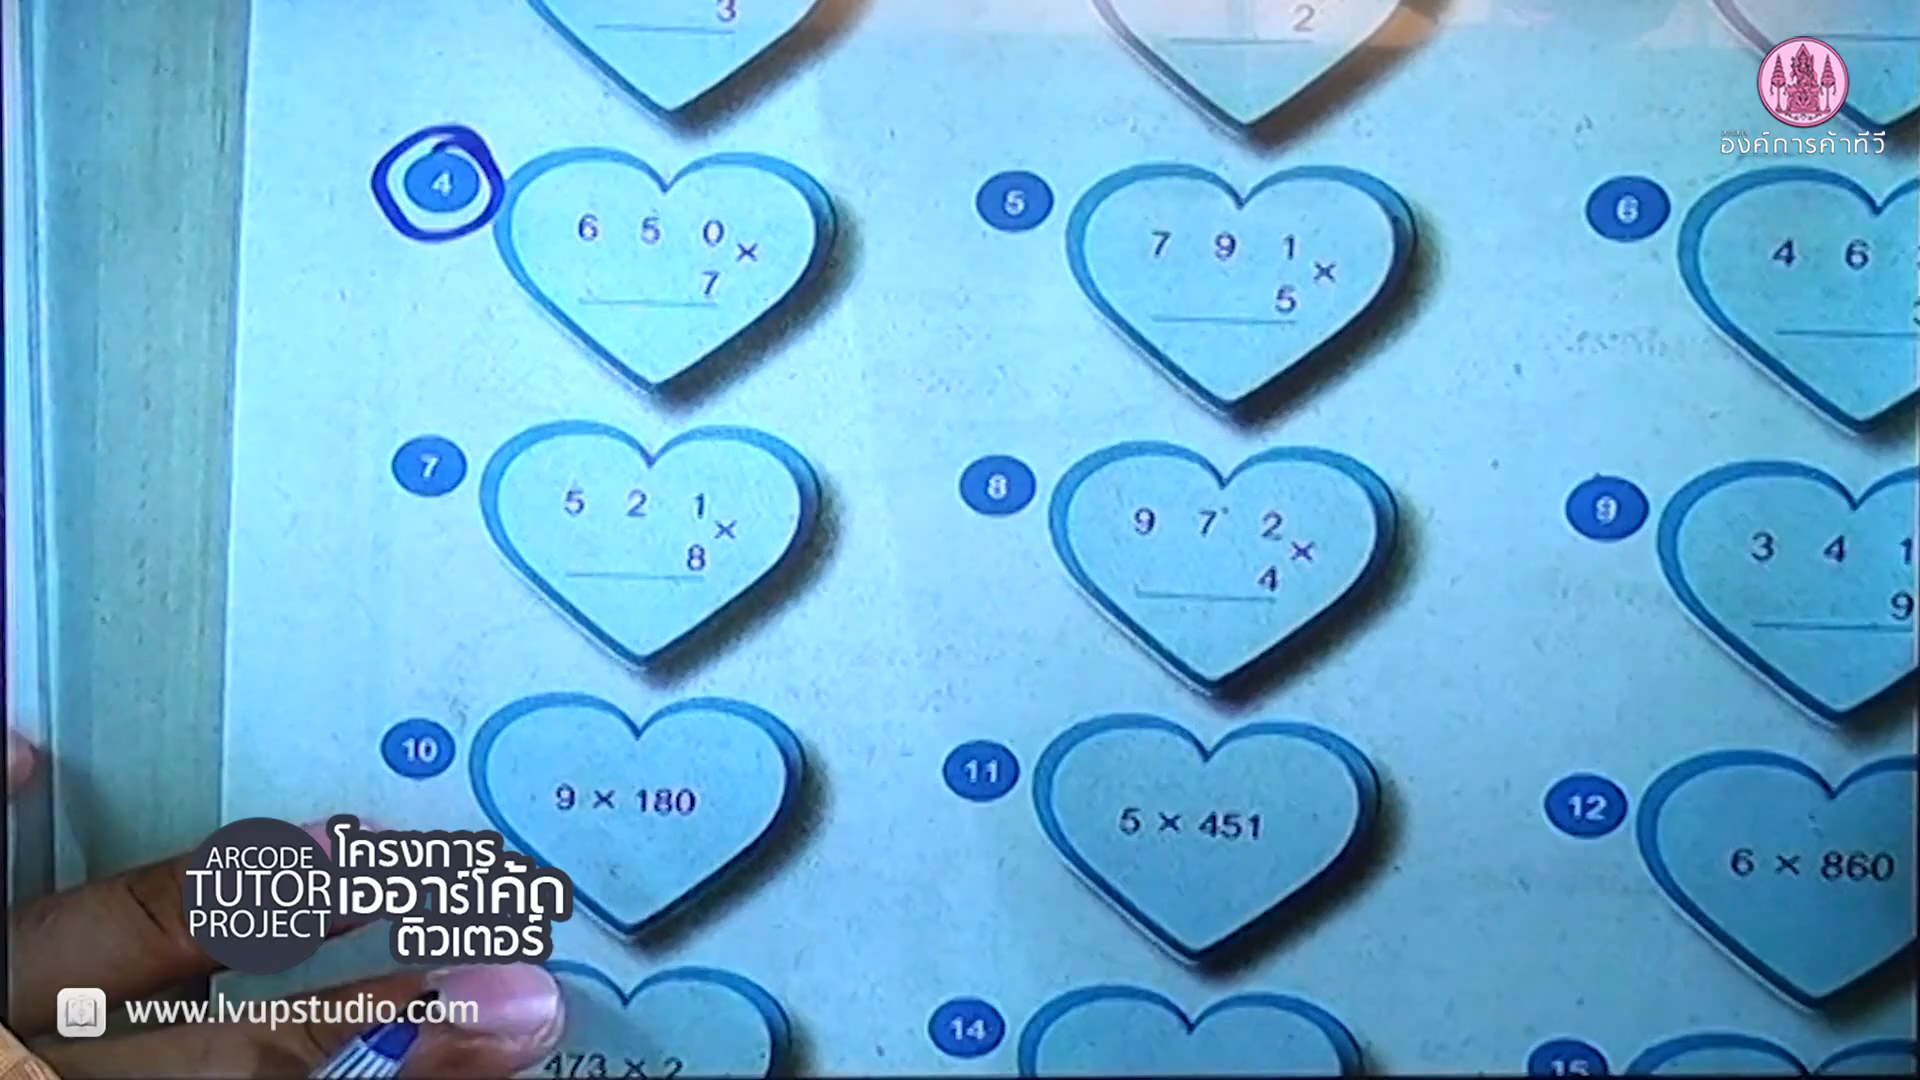 3
2
องค์การค้าทีวี
4
6 5 0 ×
7
5
7 9 1 ×
5
6
4 6
7
5 2 1 ×
8
8
9 7 2 ×
4
9
3 4 1
9
10
9 × 180
11
5 × 451
12
6 × 860
ARCODE
TUTOR
PROJECT
โครงการ
เออาร์โค้ด
ติวเตอร์
www.lvupstudio.com
473 × 2
14
15